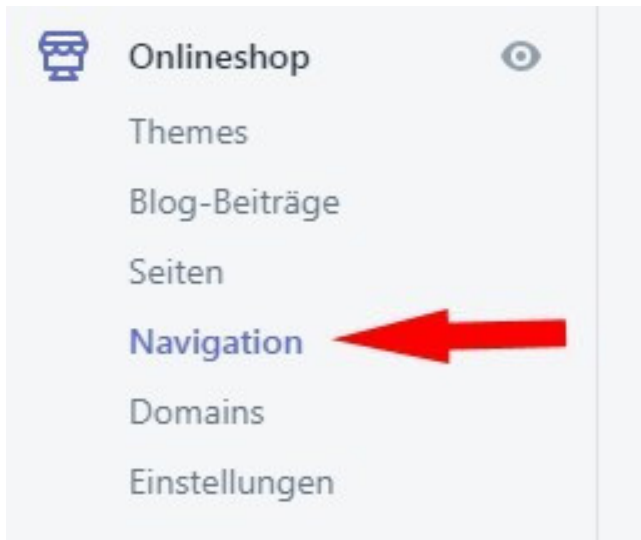 Onlineshop
Themes
Blog-Beiträge
Seiten
Navigation
Domains
Einstellungen